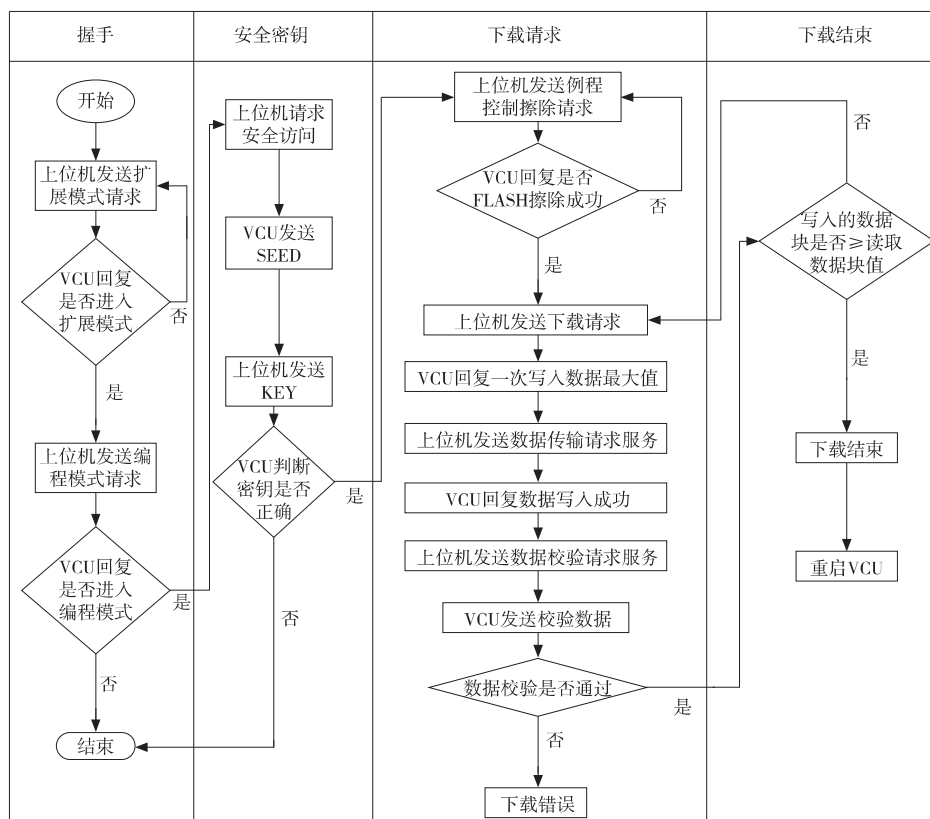 握手
安全密钥
下载请求
下载结束
开始
上位机发送扩
展模式请求
VCU回复
是否进入
扩展模式
否
是
上位机发送编
程模式请求
VCU回复
是否进入
编程模式
是
否
结束
上位机请求
安全访问
VCU发送
SEED
上位机发送
KEY
VCU判断
密钥是否
正确
是
否
上位机发送例程
控制擦除请求
VCU回复是否
FLASH擦除成功
否
是
上位机发送下载请求
VCU回复一次写入数据最大值
上位机发送数据传输请求服务
VCU回复数据写入成功
上位机发送数据校验请求服务
VCU发送校验数据
数据校验是否通过
是
否
下载错误
否
写入的数据
块是否≥读取
数据块值
是
下载结束
重启VCU